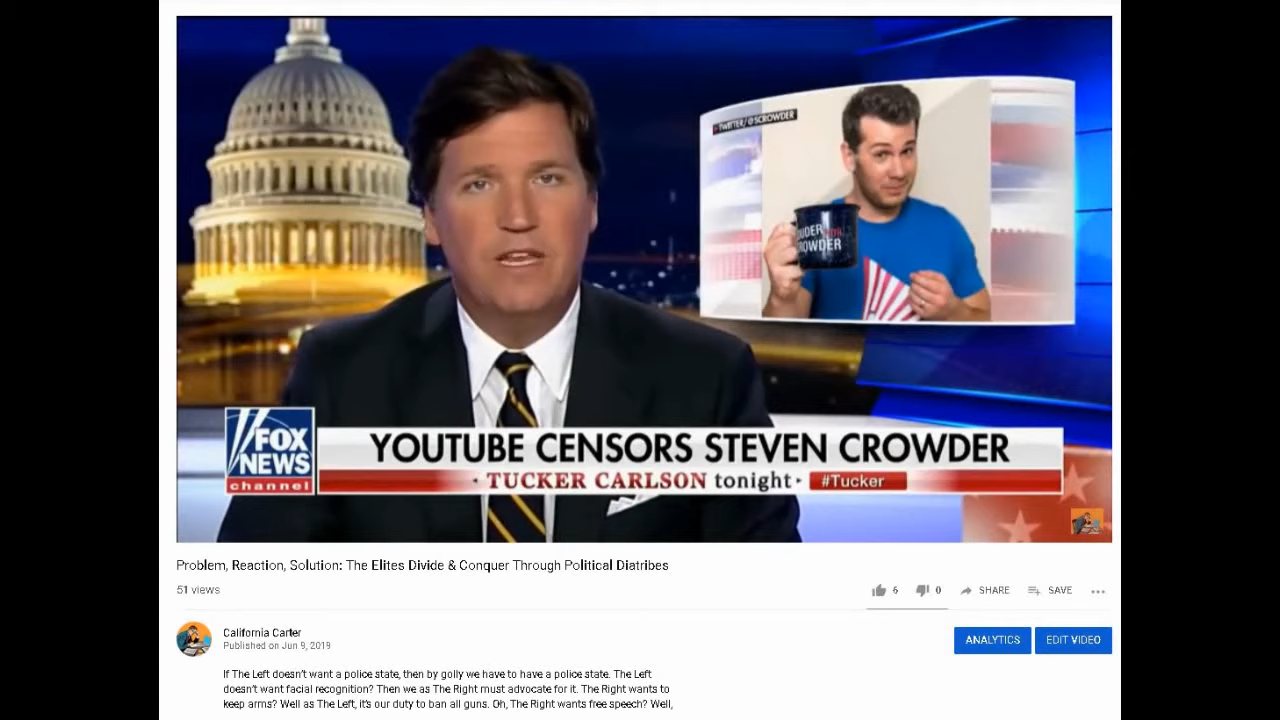 TWITTER/@SCROWDER
CROWDER
FOX
NEWS
channel
YOUTUBE CENSORS STEVEN CROWDER
· TUCKER CARLSON tonight ·
#Tucker
Problem, Reaction, Solution: The Elites Divide & Conquer Through Political Diatribes
51 views
6
0
SHARE
SAVE
California Carter
Published on Jun 9, 2019
ANALYTICS
EDIT VIDEO
If The Left doesn't want a police state, then by golly we have to have a police state. The Left
doesn't want facial recognition? Then we as The Right must advocate for it. The Right wants to
keep arms? Well as The Left, it's our duty to ban all guns. Oh, The Right wants free speech? Well,